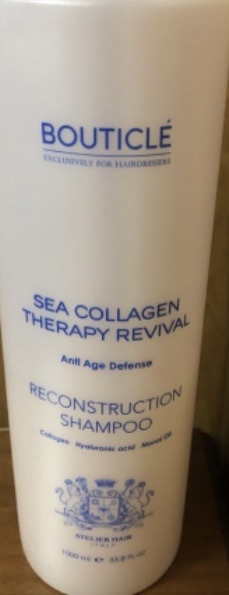 BOUTICLÉ
EXCLUSIVELY FOR HAIRDRESSERS
SEA COLLAGEN
THERAPY REVIVAL
Anti Age Defense
RECONSTRUCTION
SHAMPOO
Collagen Hyaluronic acid Monoi Oil
ATELIER HAIR
ITALY
1000 ml e 33.8 fl.oz